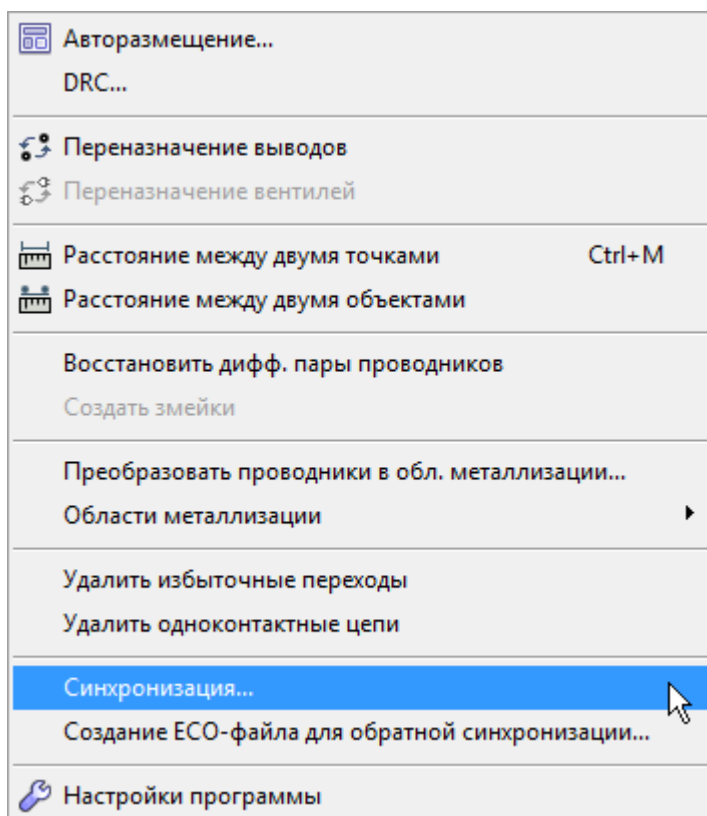 Авторазмещение...
DRC...
Переназначение выводов
Переназначение вентилей
Расстояние между двумя точками Ctrl+M
Расстояние между двумя объектами
Восстановить дифф. пары проводников
Создать змейки
Преобразовать проводники в обл. металлизации...
Области металлизации
Удалить избыточные переходы
Удалить одноконтактные цепи
Синхронизация...
Создание ECO-файла для обратной синхронизации...
Настройки программы